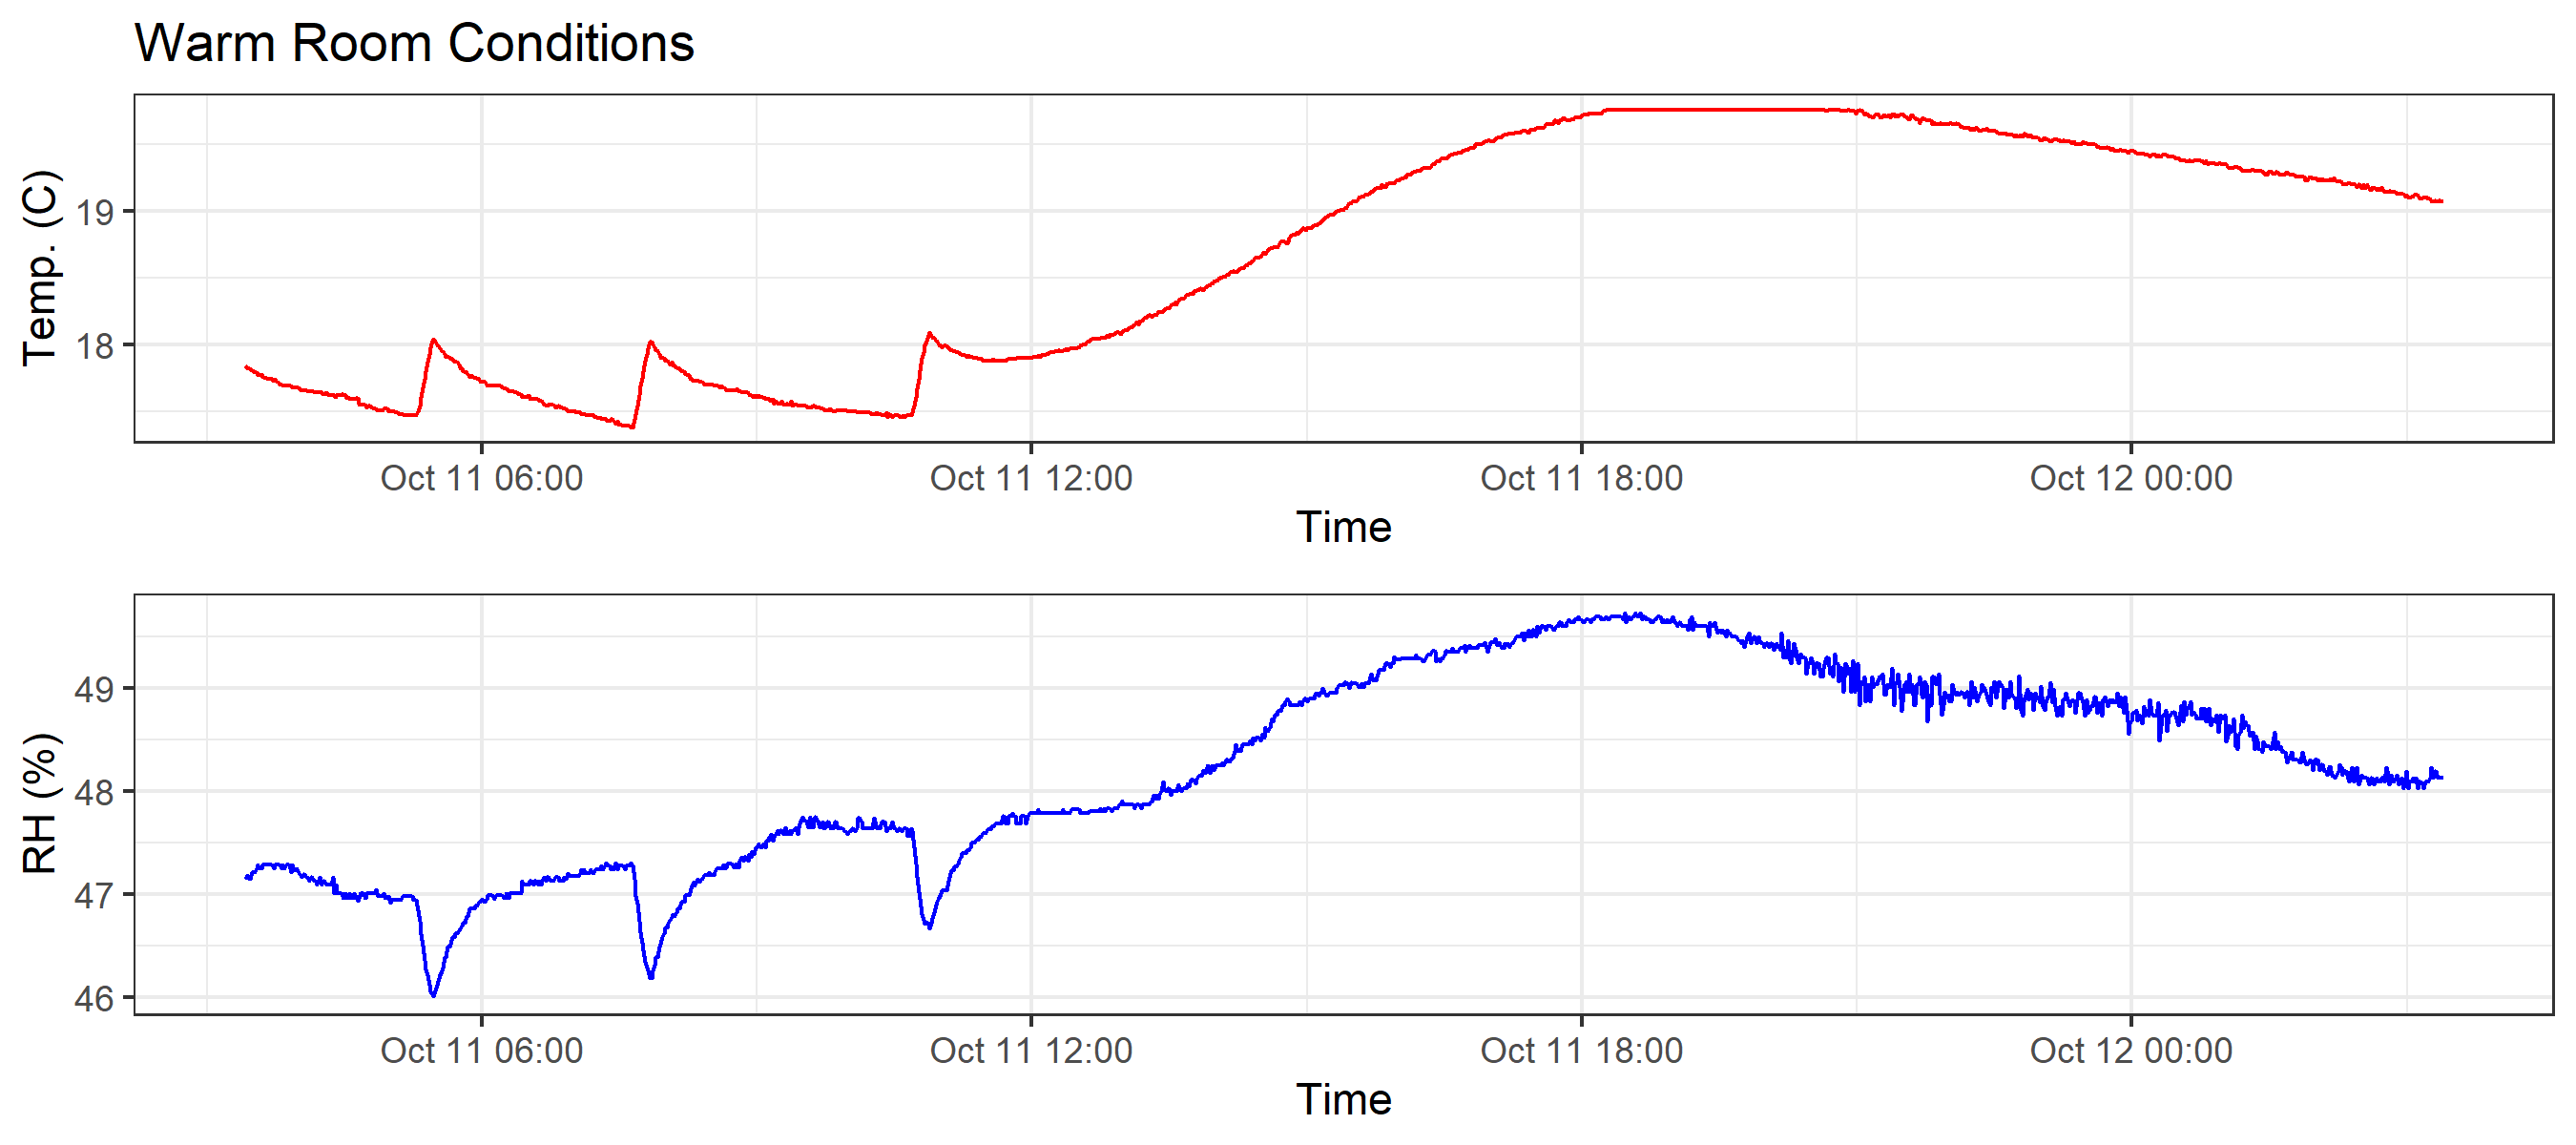 Warm Room Conditions
Temp. (C)
19
18
Oct 11 06:00 Oct 11 12:00 Oct 11 18:00 Oct 12 00:00
Time
RH (%)
49
48
47
46
Oct 11 06:00 Oct 11 12:00 Oct 11 18:00 Oct 12 00:00
Time